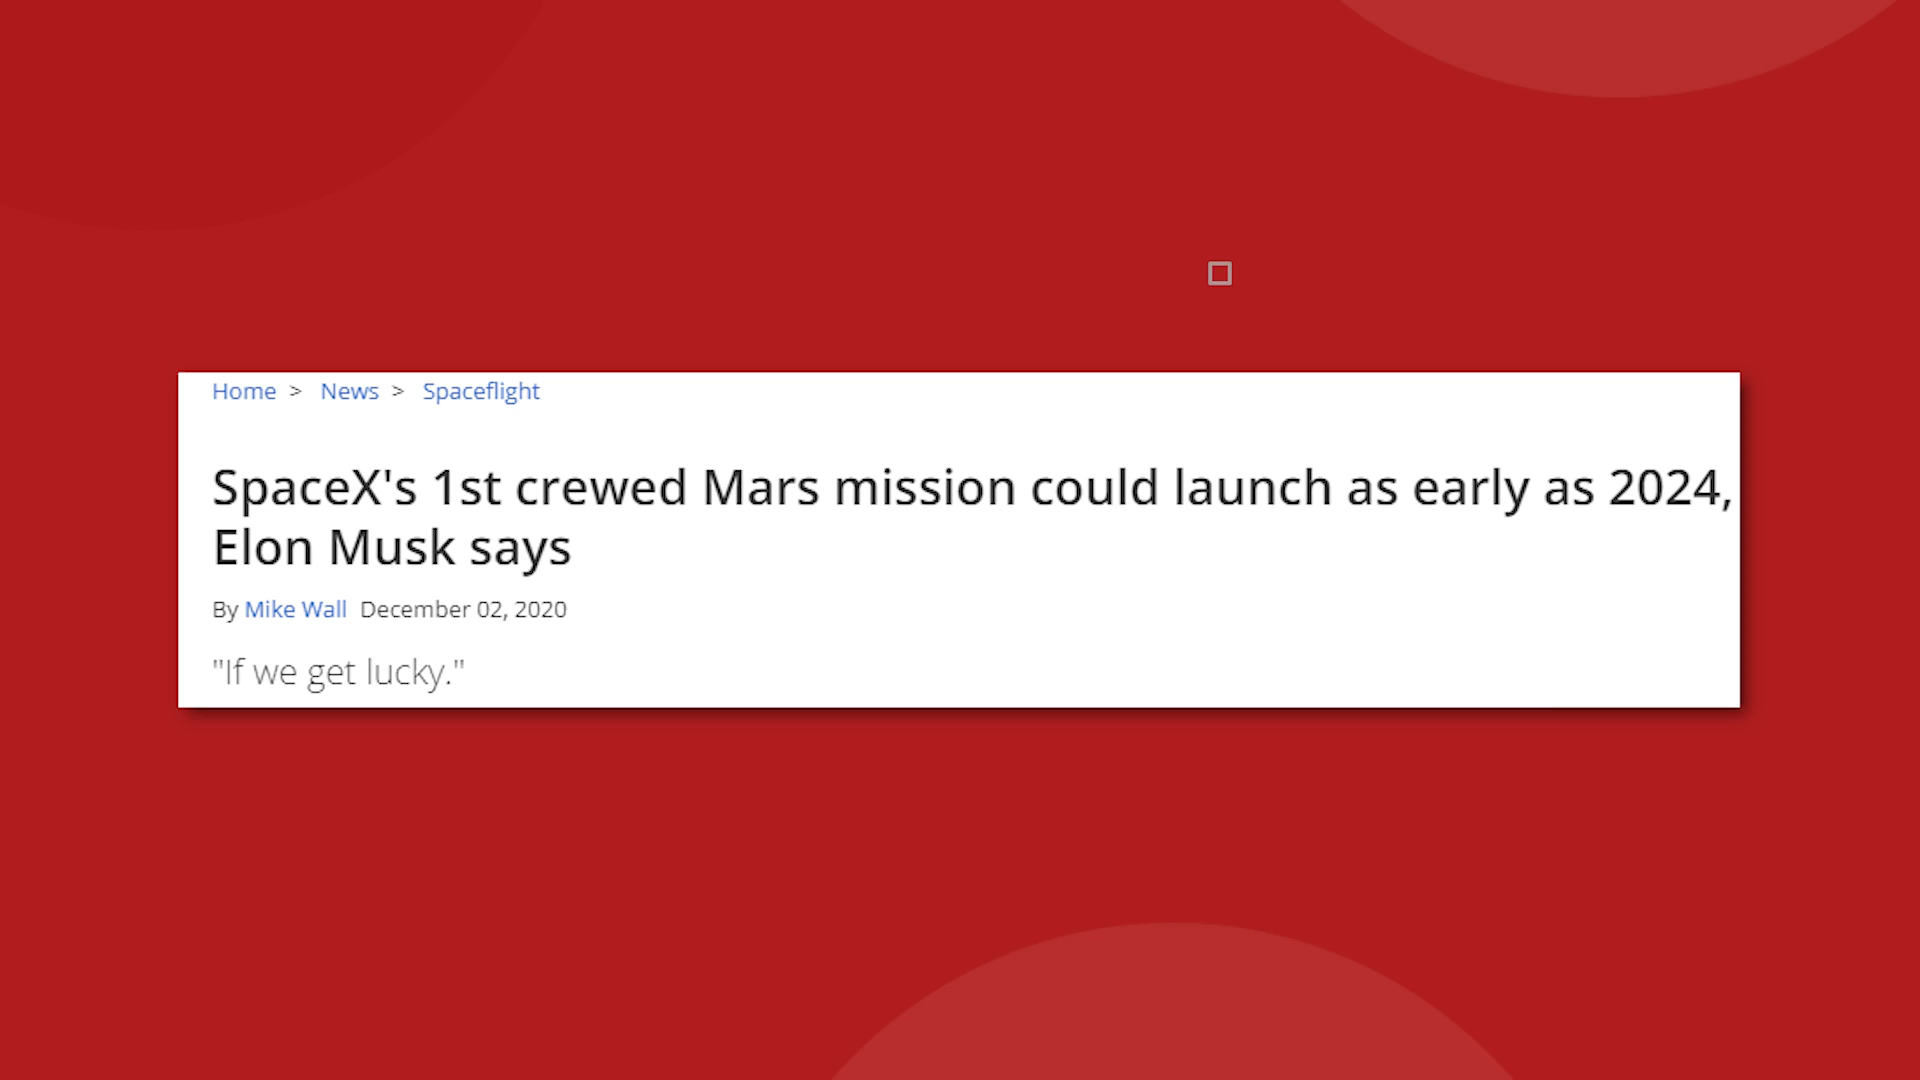 Home > News > Spaceflight
SpaceX's 1st crewed Mars mission could launch as early as 2024,
Elon Musk says
By Mike Wall December 02, 2020
"If we get lucky."